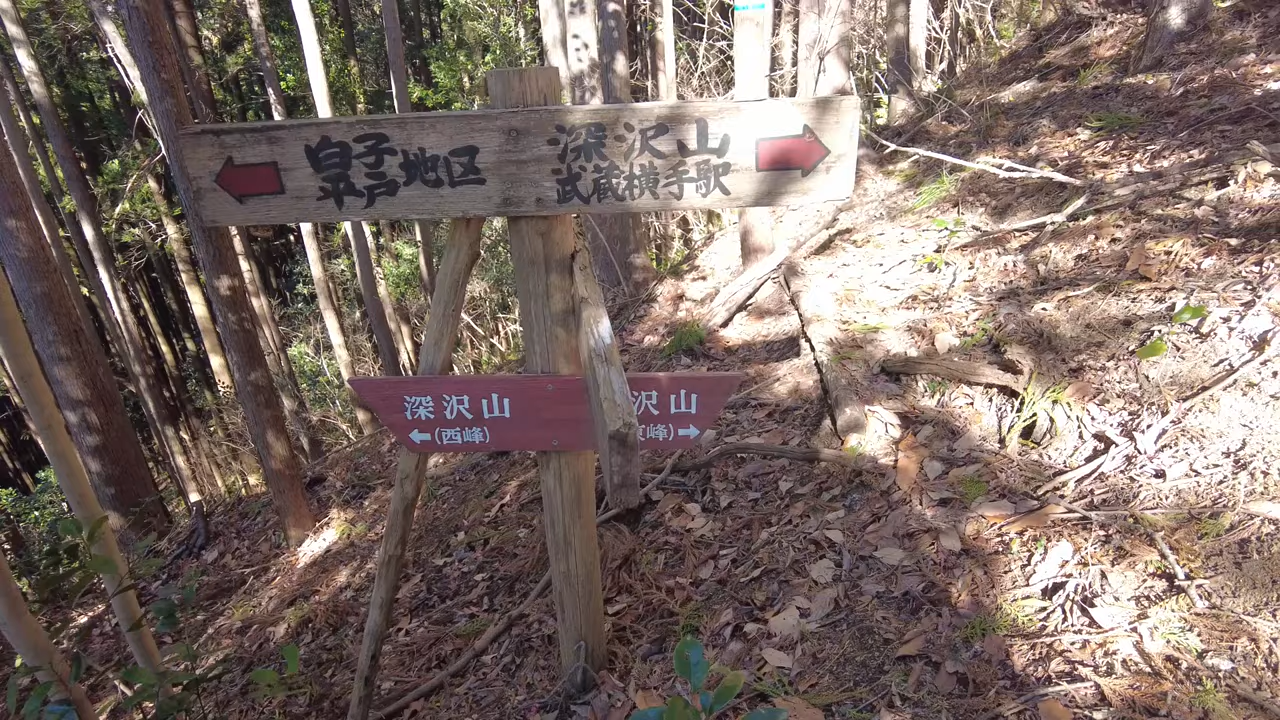 白子
平戸地区
深沢山
武蔵横手駅
深沢山
←(西峰)
沢山
峰)→